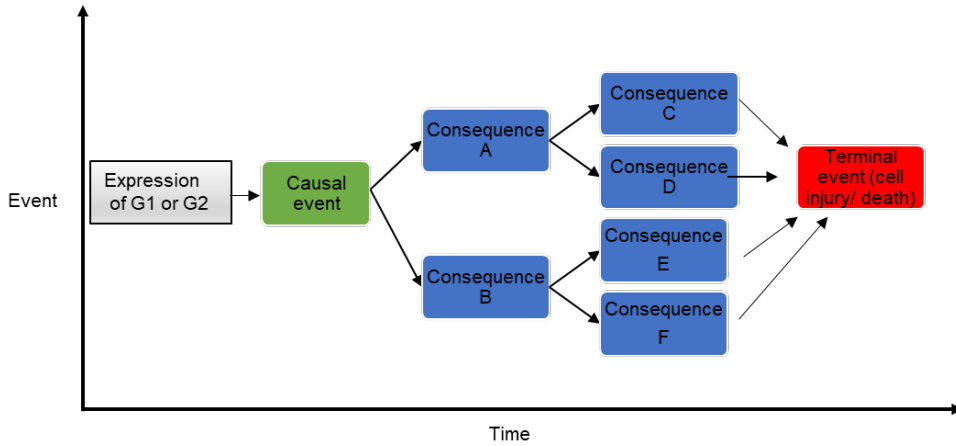 Event
Expression
of G1 or G2
Causal
event
Consequence
A
Consequence
B
Consequence
C
Consequence
D
Consequence
E
Consequence
F
Terminal
event (cell
injury/ death)
Time